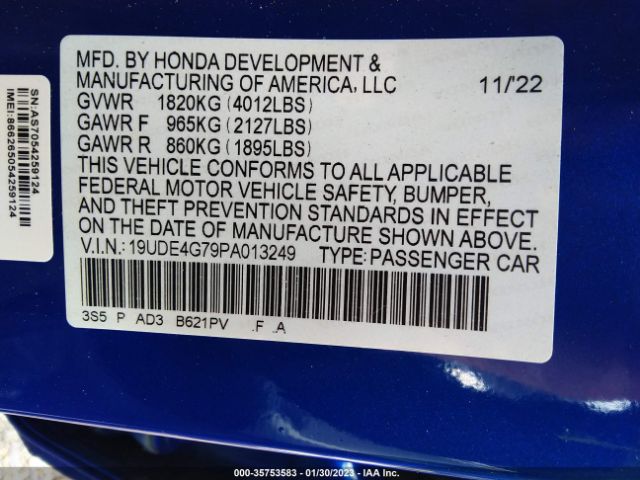 MFD. BY HONDA DEVELOPMENT &
MANUFACTURING OF AMERICA, LLC 11/'22
GVWR 1820KG (4012LBS)
GAWR F 965KG (2127LBS)
GAWR R 860KG (1895LBS)
THIS VEHICLE CONFORMS TO ALL APPLICABLE
FEDERAL MOTOR VEHICLE SAFETY, BUMPER,
AND THEFT PREVENTION STANDARDS IN EFFECT
ON THE DATE OF MANUFACTURE SHOWN ABOVE.
V.I.N.: 19UDE4G79PA013249 TYPE: PASSENGER CAR
3S5 P AD3 B621PV .F .A
SN:AS7054259124
IMEI:866265054259124
000-35753583 / 01/30/2023 / IAA Inc.